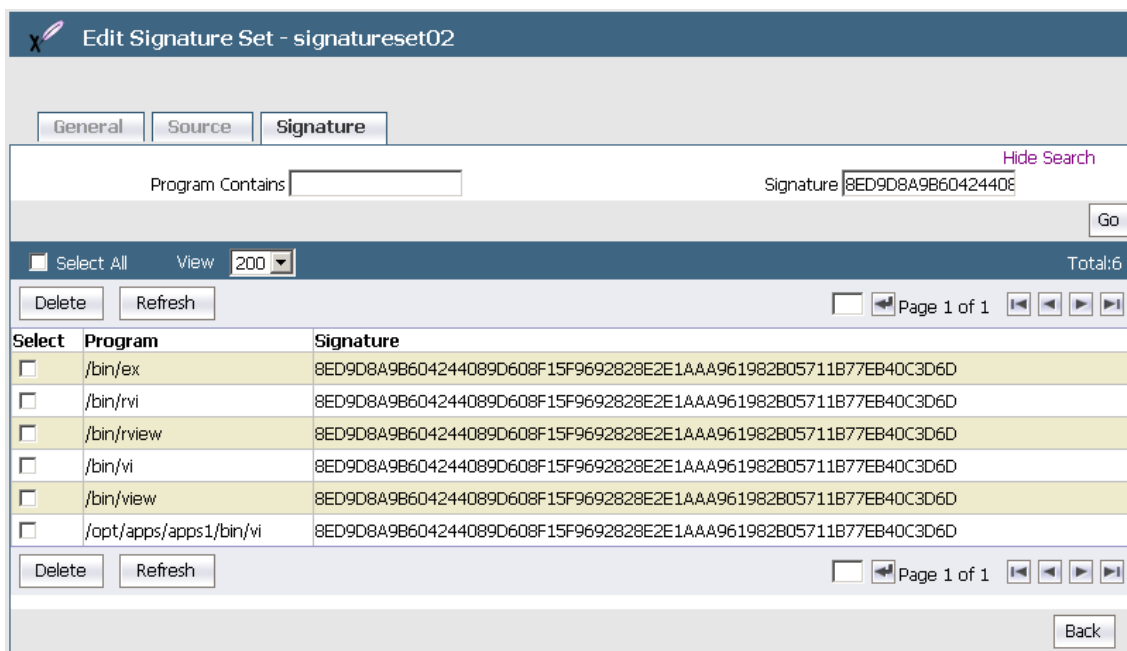 Edit Signature Set - signatureset02
General Source Signature
Hide Search
Program Contains Signature 8ED9D8A9B60424408
Go
Select All View 200 Total:6
Delete Refresh Page 1 of 1
Select Program Signature
/bin/ex 8ED9D8A9B604244089D608F15F9692828E2E1AAA961982B05711B77EB40C3D6D
/bin/rvi 8ED9D8A9B604244089D608F15F9692828E2E1AAA961982B05711B77EB40C3D6D
/bin/rview 8ED9D8A9B604244089D608F15F9692828E2E1AAA961982B05711B77EB40C3D6D
/bin/vi 8ED9D8A9B604244089D608F15F9692828E2E1AAA961982B05711B77EB40C3D6D
/bin/view 8ED9D8A9B604244089D608F15F9692828E2E1AAA961982B05711B77EB40C3D6D
/opt/apps/apps1/bin/vi 8ED9D8A9B604244089D608F15F9692828E2E1AAA961982B05711B77EB40C3D6D
Delete Refresh Page 1 of 1
Back